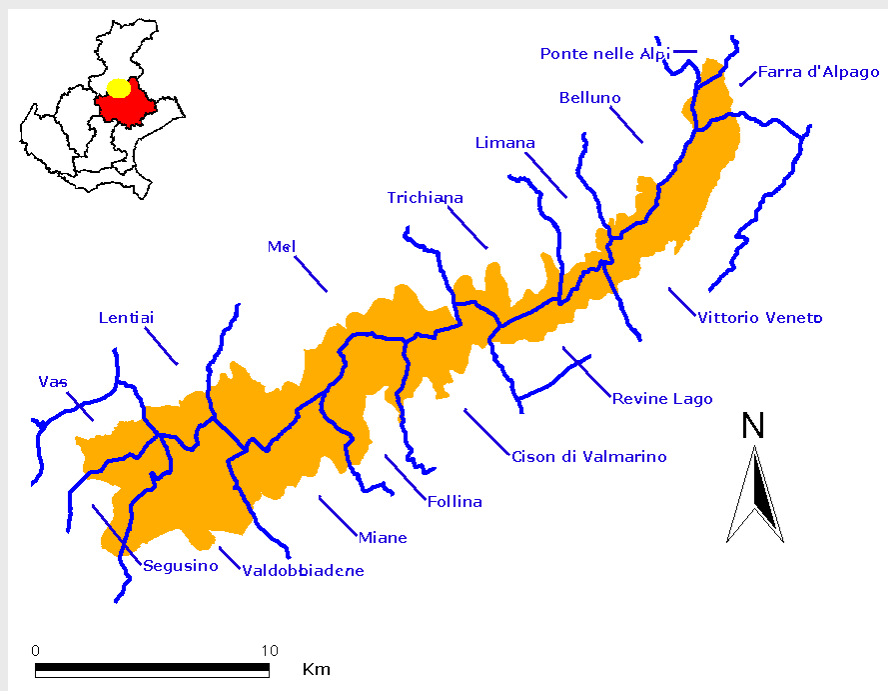 Ponte nelle Alpi
Farra d'Alpago
Belluno
Limana
Trichiana
Mel
Lentiai
Vas
Vittorio Veneto
Revine Lago
Cison di Valmarino
Follina
Miane
Segusino
Valdobbiadene
N
0
10
Km